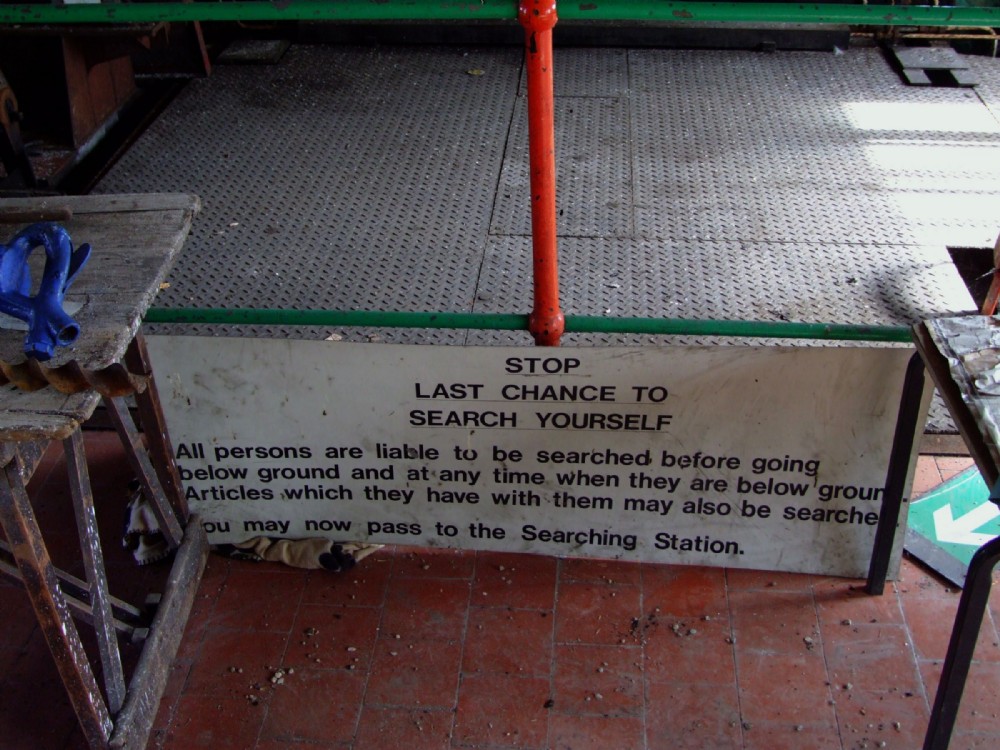 STOP
LAST CHANCE TO
SEARCH YOURSELF
All persons are liable to be searched before going
below ground and at any time when they are below groun
Articles which they have with them may also be searche
ou may now pass to the Searching Station.